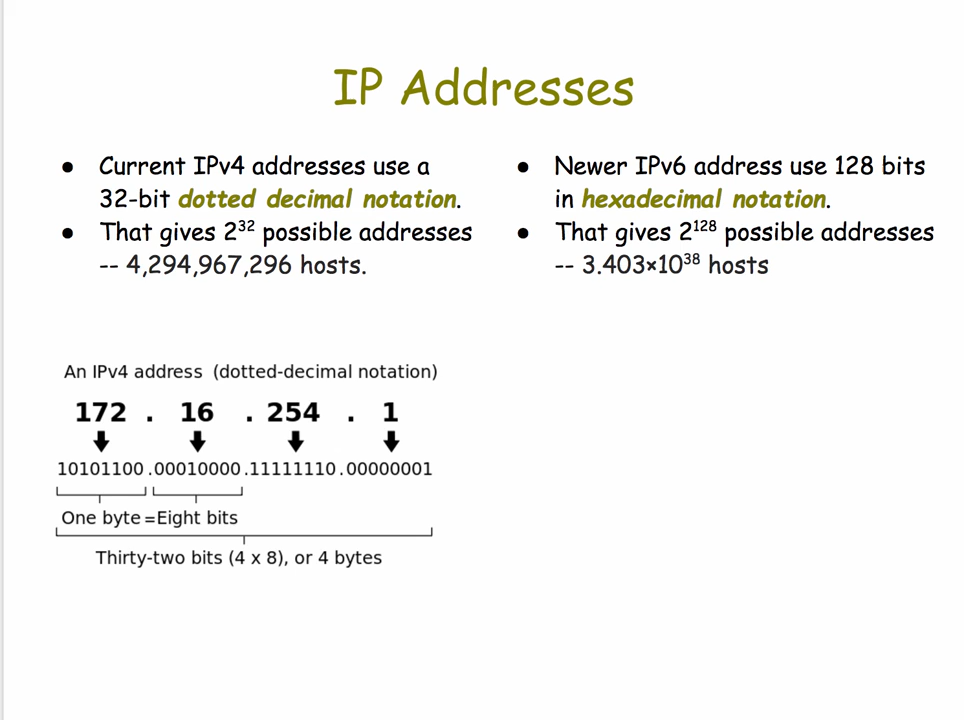 IP Addresses
● Current IPv4 addresses use a
32-bit dotted decimal notation.
● That gives 2³² possible addresses
-- 4,294,967,296 hosts.
● Newer IPv6 address use 128 bits
in hexadecimal notation.
● That gives 2¹²⁸ possible addresses
-- 3.403×10³⁸ hosts
An IPv4 address (dotted-decimal notation)
172 . 16 . 254 . 1
10101100 .00010000 .11111110 .00000001
One byte =Eight bits
Thirty-two bits (4 x 8), or 4 bytes